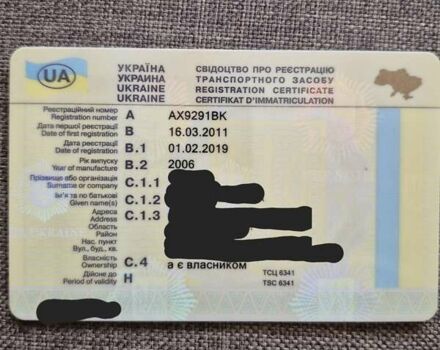 UA
УКРАЇНА СВІДОЦТВО ПРО РЕЄСТРАЦІЮ
УКРАИНА ТРАНСПОРТНОГО ЗАСОБУ
UKRAINE REGISTRATION CERTIFICATE
UKRAINE CERTIFICAT D'IMMATRICULATION
Реєстраційний номер
Registration number A AX9291BK
Дата першої реєстрації
Date of first registration B 16.03.2011
Дата реєстрації
Date of registration B.1 01.02.2019
Рік випуску
Year of manufacture B.2 2006
Прізвище або організація
Surname or company C.1.1
Ім'я та по батькові
Given name(s) C.1.2
Адреса
Address C.1.3
Область
Район
Нас. пункт
Вул., буд., кв.
Власність
Ownership C.4 а є власником ТСЦ 6341
Дійсне до
Period of validity H TSC 6341